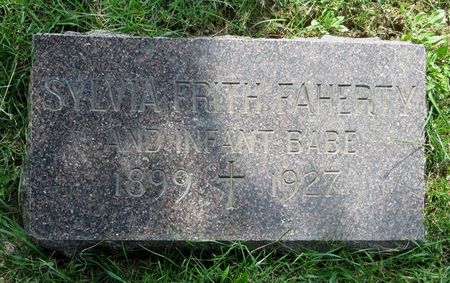 SYLVIA FRITH FAHERTY
AND INFANT BABE
1899 † 1927